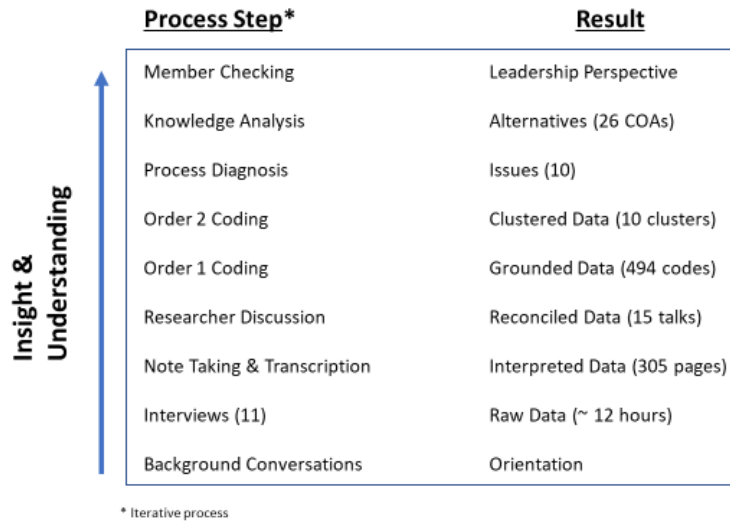 Process Step* Result
Member Checking Leadership Perspective
Knowledge Analysis Alternatives (26 COAs)
Process Diagnosis Issues (10)
Order 2 Coding Clustered Data (10 clusters)
Order 1 Coding Grounded Data (494 codes)
Researcher Discussion Reconciled Data (15 talks)
Note Taking & Transcription Interpreted Data (305 pages)
Interviews (11) Raw Data (~ 12 hours)
Background Conversations Orientation
Insight &
Understanding
* Iterative process